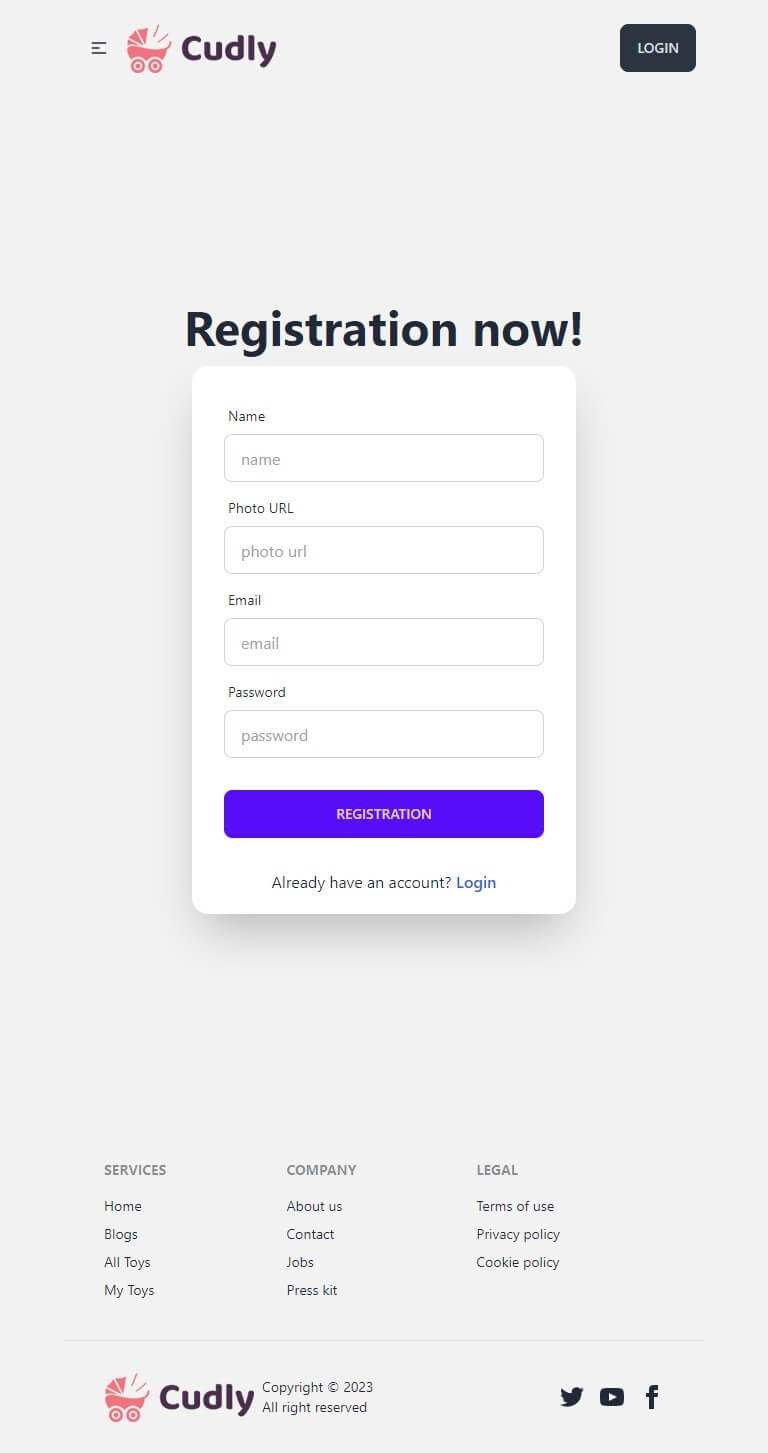 Cudly
LOGIN
Registration now!
Name
name
Photo URL
photo url
Email
email
Password
password
REGISTRATION
Already have an account? Login
SERVICES
Home
Blogs
All Toys
My Toys
COMPANY
About us
Contact
Jobs
Press kit
LEGAL
Terms of use
Privacy policy
Cookie policy
Cudly
Copyright © 2023
All right reserved